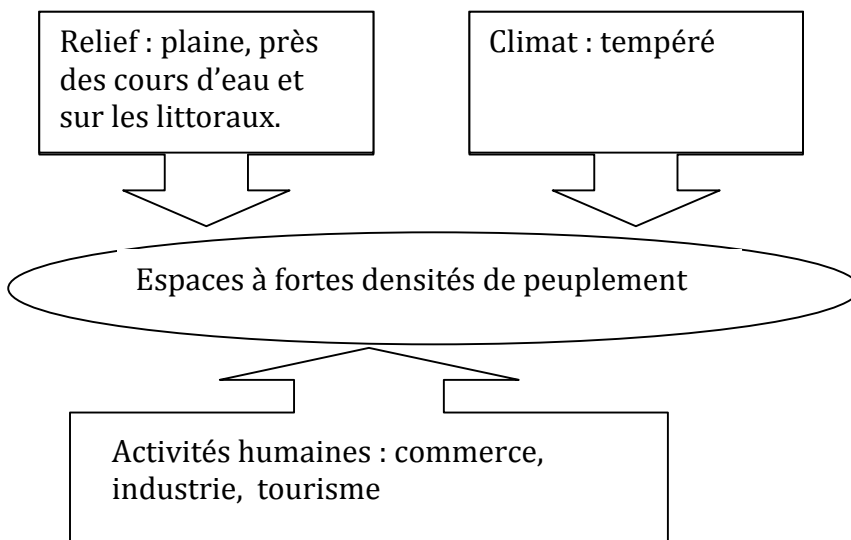 Relief : plaine, près
des cours d’eau et
sur les littoraux.
Climat : tempéré
Espaces à fortes densités de peuplement
Activités humaines : commerce,
industrie, tourisme